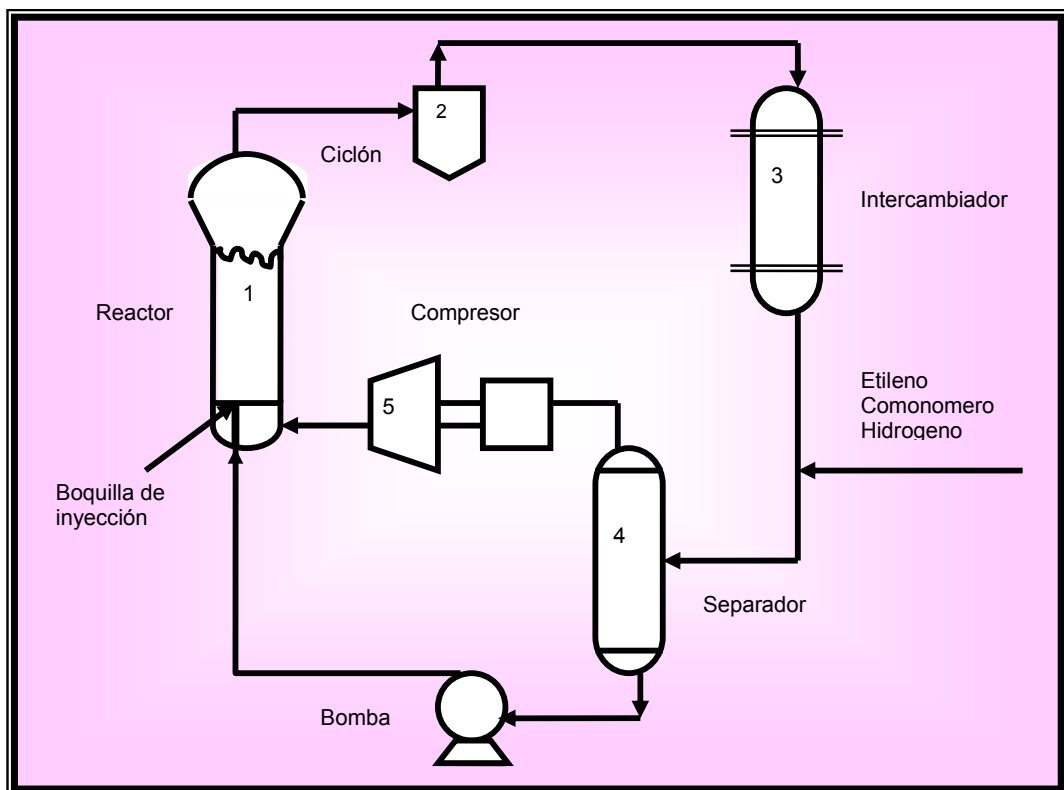 2
Ciclón
3
Intercambiador
1
Reactor
Compresor
5
Etileno
Comonomero
Hidrogeno
Boquilla de
inyección
4
Separador
Bomba